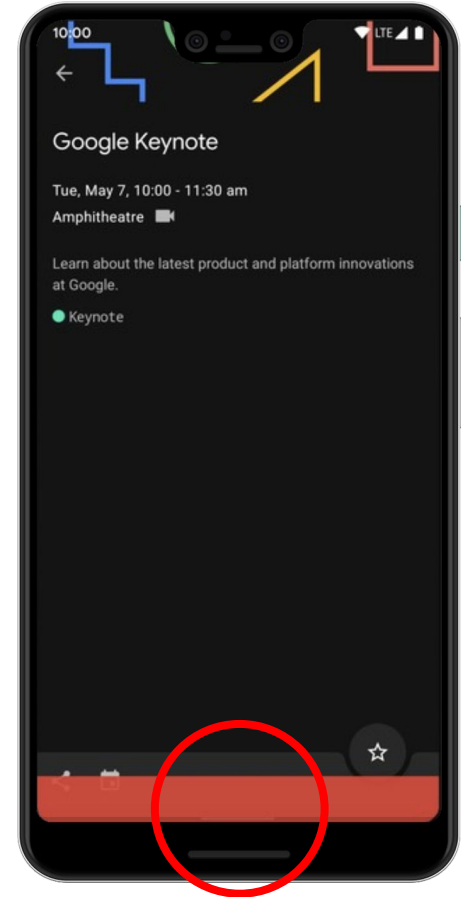 10:00
LTE
Google Keynote
Tue, May 7, 10:00 - 11:30 am
Amphitheatre
Learn about the latest product and platform innovations
at Google.
Keynote